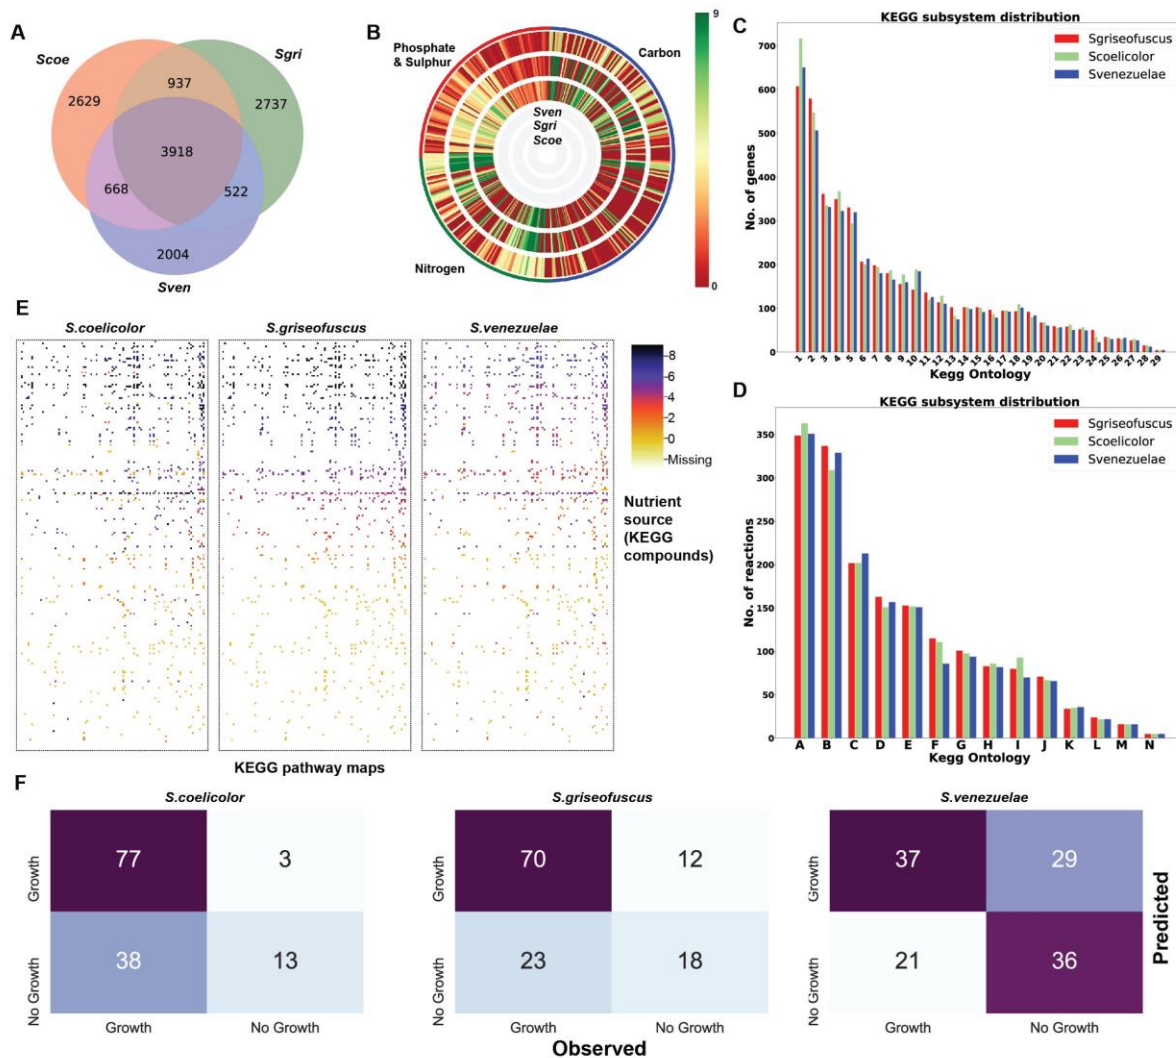 A
Scoe
Sgri
937
2629
2737
3918
668
522
2004
Sven
B
Phosphate
& Sulphur
Carbon
Sven
Sgri
Scoe
Nitrogen
9
0
C
KEGG subsystem distribution
Sgriseofuscus
Scoelicolor
Svenezuelae
No. of genes
700
600
500
400
300
200
100
0
1 2 3 4 5 6 7 8 9 10 11 12 13 14 15 16 17 18 19 20 21 22 23 24 25 26 27 28 29
Kegg Ontology
D
KEGG subsystem distribution
Sgriseofuscus
Scoelicolor
Svenezuelae
No. of reactions
350
300
250
200
150
100
50
0
A B C D E F G H I J K L M N
Kegg Ontology
E
S.coelicolor
S.griseofuscus
S.venezuelae
-8
-6
-4
-2
-0
-Missing
Nutrient
source
(KEGG
compounds)
KEGG pathway maps
F
S.coelicolor
S.griseofuscus
S.venezuelae
Growth
77
3
No Growth
38
13
Growth
No Growth
Growth
70
12
No Growth
23
18
Growth
No Growth
Growth
37
29
No Growth
21
36
Growth
No Growth
Predicted
Observed